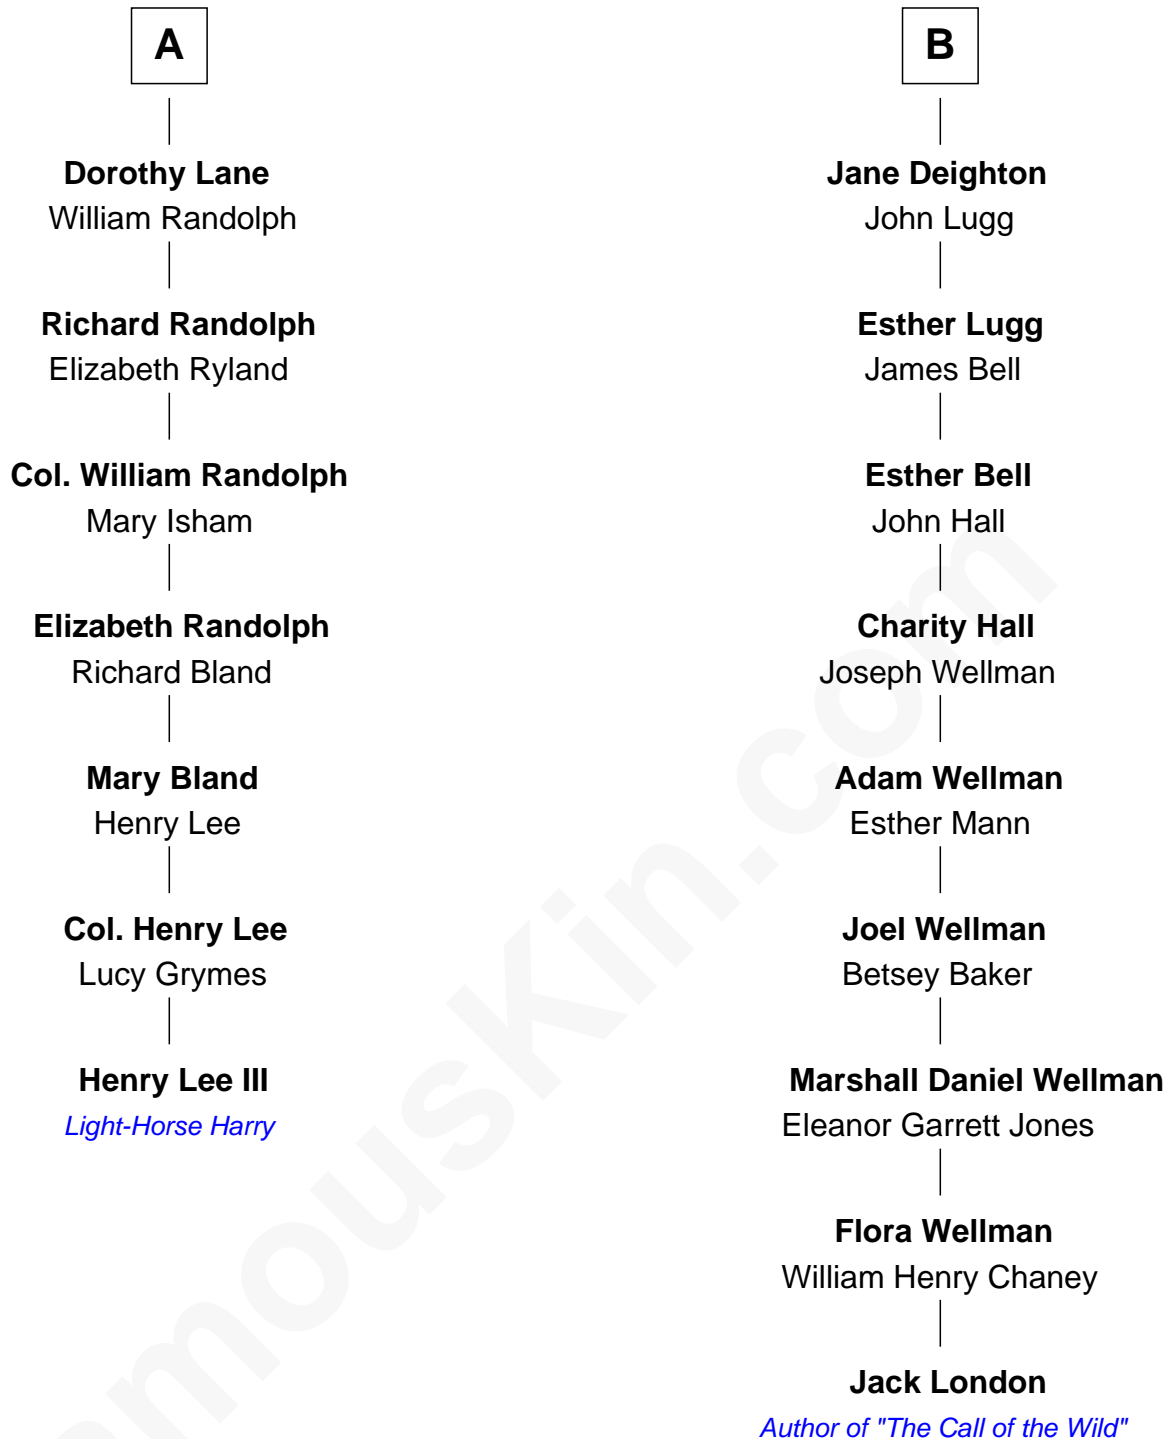 A
Dorothy Lane
William Randolph
Richard Randolph
Elizabeth Ryland
Col. William Randolph
Mary Isham
Elizabeth Randolph
Richard Bland
Mary Bland
Henry Lee
Col. Henry Lee
Lucy Grymes
Henry Lee III
Light-Horse Harry
B
Jane Deighton
John Lugg
Esther Lugg
James Bell
Esther Bell
John Hall
Charity Hall
Joseph Wellman
Adam Wellman
Esther Mann
Joel Wellman
Betsey Baker
Marshall Daniel Wellman
Eleanor Garrett Jones
Flora Wellman
William Henry Chaney
Jack London
Author of "The Call of the Wild"
amousKin.com